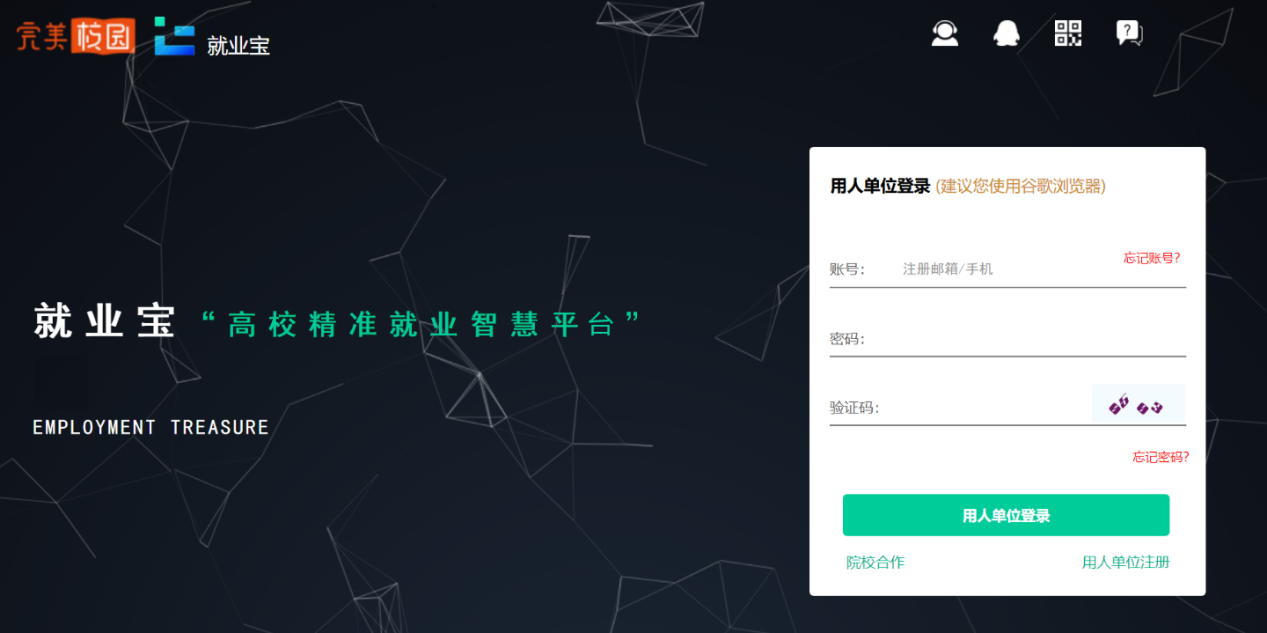 完美校园 就业宝
用人单位登录 (建议您使用谷歌浏览器)
忘记账号?
账号: 注册邮箱/手机
就业宝 “高校精准就业智慧平台”
密码:
验证码:
EMPLOYMENT TREASURE
忘记密码?
用人单位登录
院校合作 用人单位注册